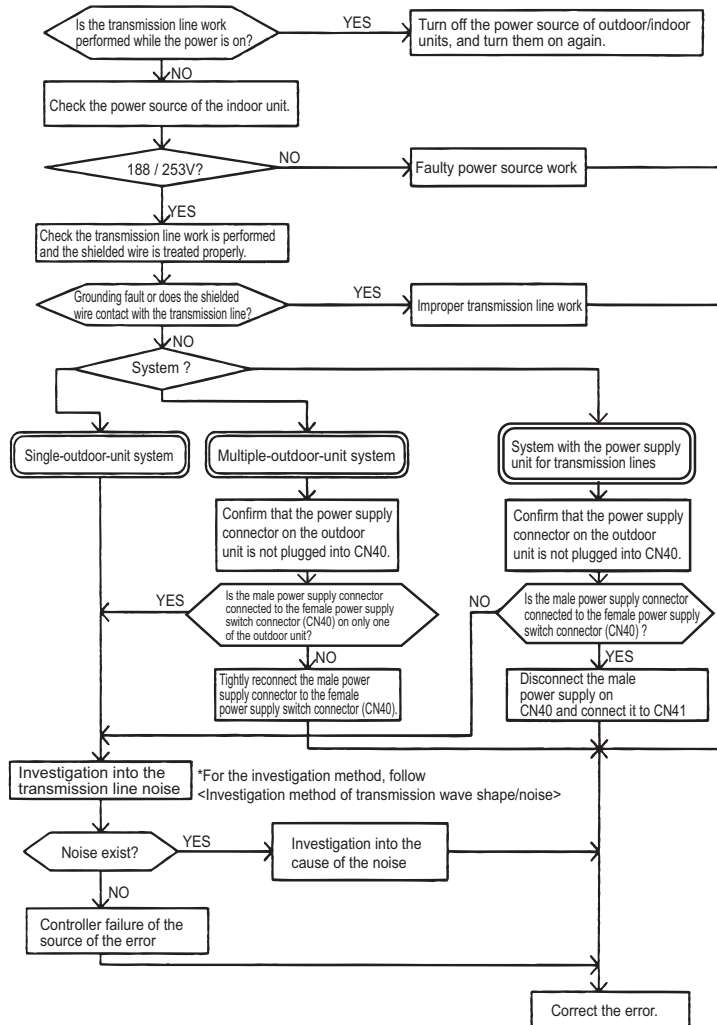 Is the transmission line work
performed while the power is on?
YES
Turn off the power source of outdoor/indoor
units, and turn them on again.
NO
Check the power source of the indoor unit.
188 / 253V?
NO
Faulty power source work
YES
Check the transmission line work is performed
and the shielded wire is treated properly.
Grounding fault or does the shielded
wire contact with the transmission line?
YES
Improper transmission line work
NO
System ?
Single-outdoor-unit system
Multiple-outdoor-unit system
System with the power supply
unit for transmission lines
Confirm that the power supply
connector on the outdoor
unit is not plugged into CN40.
Confirm that the power supply
connector on the outdoor
unit is not plugged into CN40.
YES
Is the male power supply connector
connected to the female power supply
switch connector (CN40) on only one
of the outdoor unit?
NO
Is the male power supply connector
connected to the female power supply
switch connector (CN40) ?
NO
YES
Tightly reconnect the male power
supply connector to the female
power supply switch connector (CN40).
Disconnect the male
power supply on
CN40 and connect it to CN41
Investigation into the
transmission line noise
*For the investigation method, follow
<Investigation method of transmission wave shape/noise>
Noise exist?
YES
Investigation into the
cause of the noise
NO
Controller failure of the
source of the error
Correct the error.